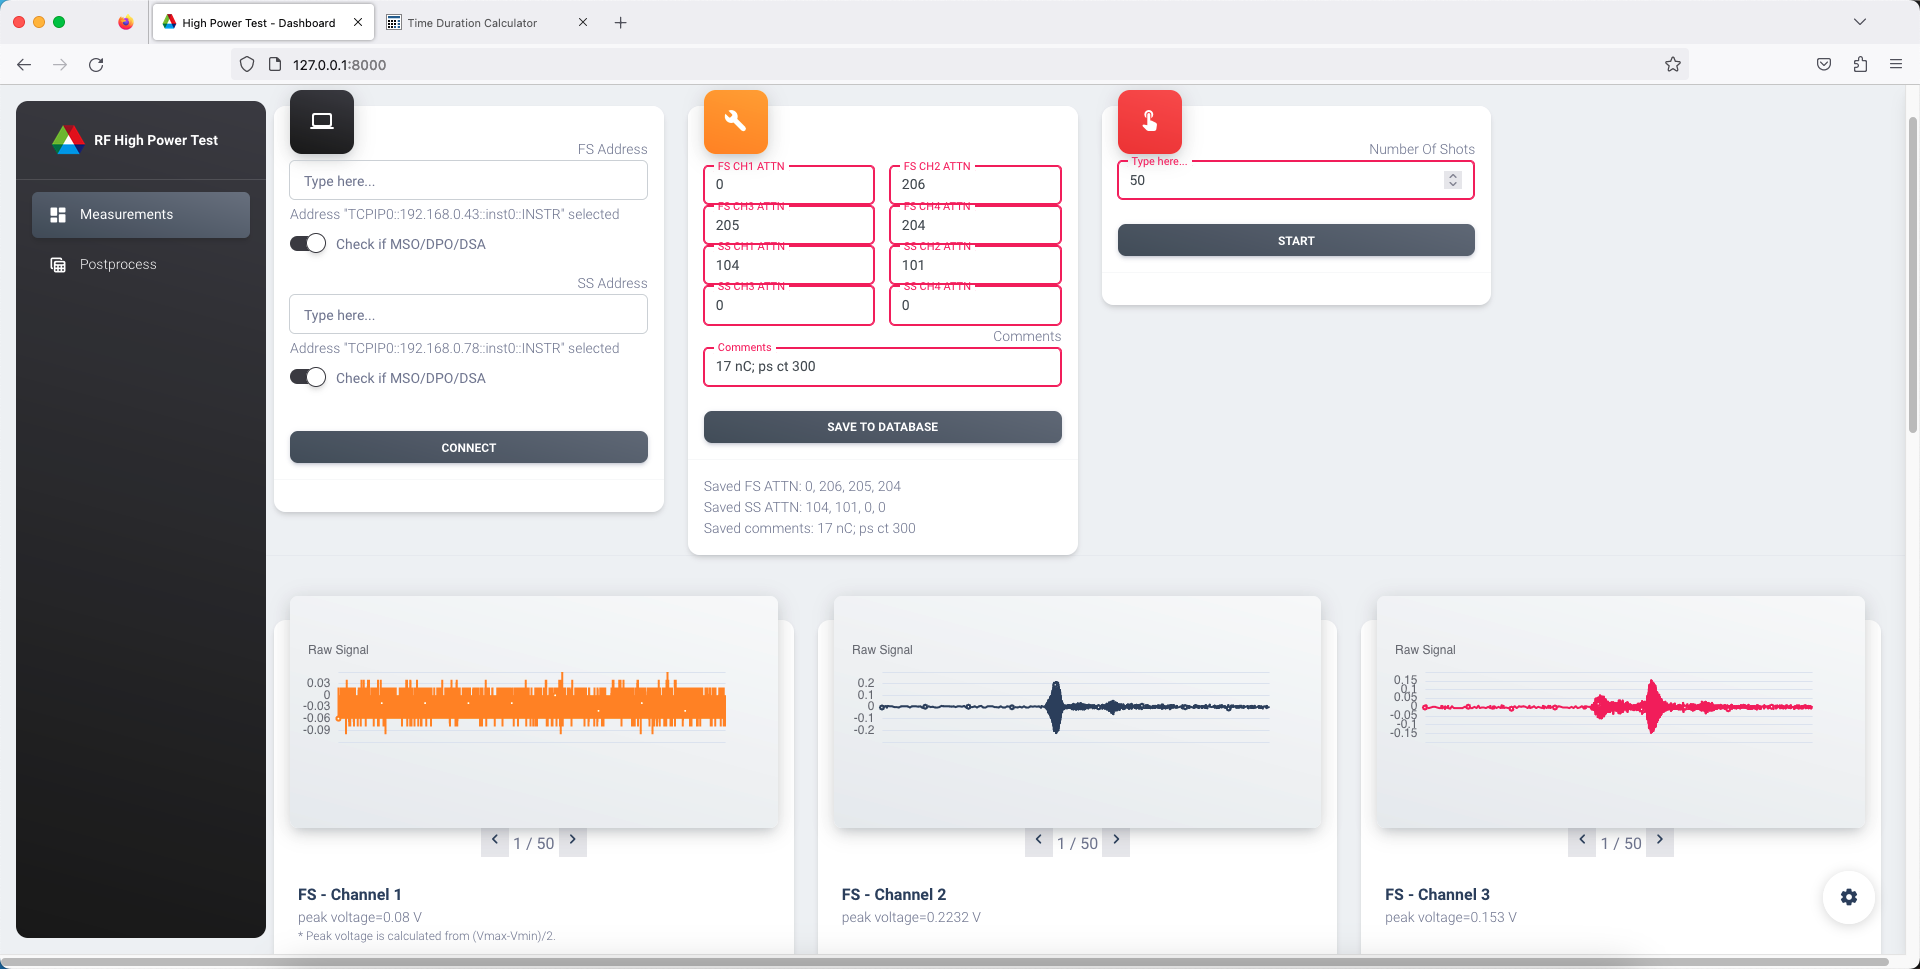 High Power Test - Dashboard
Time Duration Calculator
127.0.0.1:8000
RF High Power Test
Measurements
Postprocess
FS Address
Type here...
Address "TCPIP0::192.168.0.43::inst0::INSTR" selected
Check if MSO/DPO/DSA
SS Address
Type here...
Address "TCPIP0::192.168.0.78::inst0::INSTR" selected
Check if MSO/DPO/DSA
CONNECT
FS CH1 ATTN
0
FS CH2 ATTN
206
FS CH3 ATTN
205
FS CH4 ATTN
204
SS CH1 ATTN
104
SS CH2 ATTN
101
SS CH3 ATTN
0
SS CH4 ATTN
0
Comments
Comments
17 nC; ps ct 300
SAVE TO DATABASE
Saved FS ATTN: 0, 206, 205, 204
Saved SS ATTN: 104, 101, 0, 0
Saved comments: 17 nC; ps ct 300
Number Of Shots
Type here...
50
START
Raw Signal
0.03
0
-0.03
-0.06
-0.09
1 / 50
FS - Channel 1
peak voltage=0.08 V
* Peak voltage is calculated from (Vmax-Vmin)/2.
Raw Signal
0.2
0.1
0
-0.1
-0.2
1 / 50
FS - Channel 2
peak voltage=0.2232 V
Raw Signal
0.15
0.1
0.05
0
-0.05
-0.1
-0.15
1 / 50
FS - Channel 3
peak voltage=0.153 V